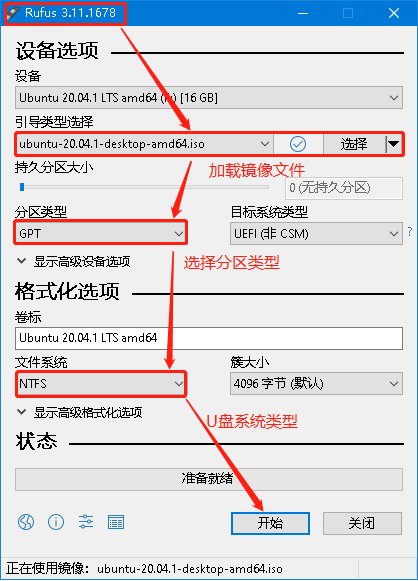 Rufus 3.11.1678
设备选项
设备
Ubuntu 20.04.1 LTS amd64 () [16 GB]
引导类型选择
ubuntu-20.04.1-desktop-amd64.iso
选择
持久分区大小
加载镜像文件
0 (无持久分区)
分区类型
目标系统类型
GPT
UEFI (非 CSM)
?
显示高级设备选项
选择分区类型
格式化选项
卷标
Ubuntu 20.04.1 LTS amd64
文件系统
簇大小
NTFS
4096 字节 (默认)
显示高级格式化选项
U盘系统类型
状态
准备就绪
开始
关闭
正在使用镜像: ubuntu-20.04.1-desktop-amd64.iso